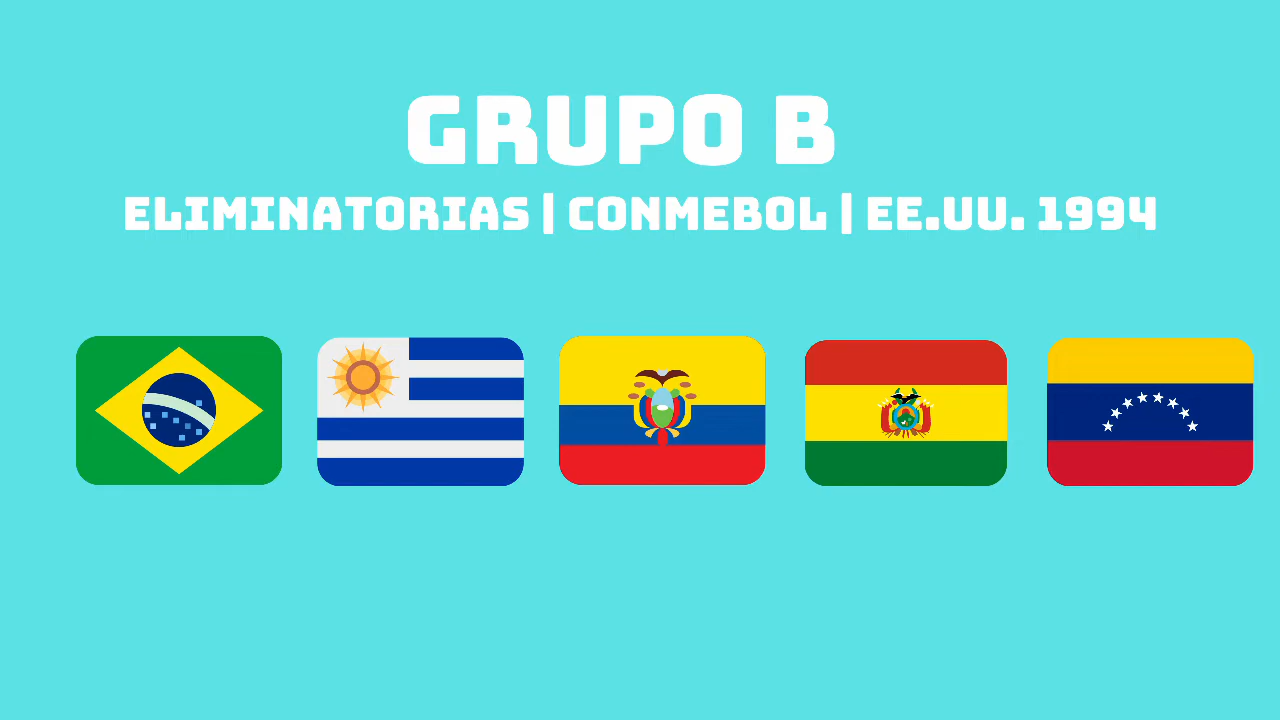 GRUPO B
ELIMINATORIAS | CONMEBOL | EE.UU. 1994